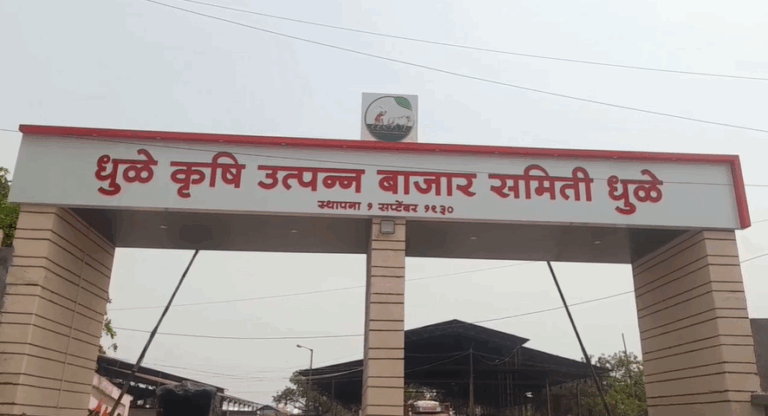 धुळे कृषि उत्पन्न बाजार समिती धुळे
स्थापना १ सप्टेंबर १९३०